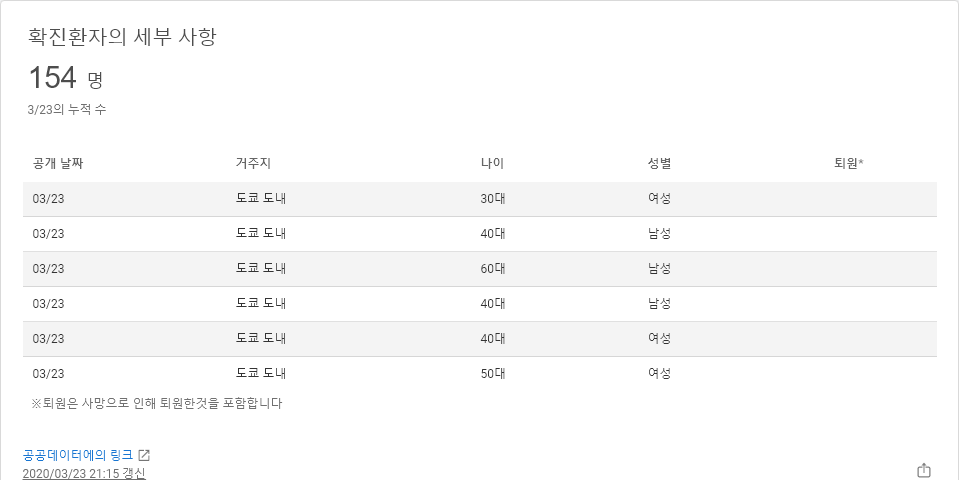 확진환자의 세부 사항
154 명
3/23의 누적 수
공개 날짜 거주지 나이 성별 퇴원*
03/23 도쿄 도내 30대 여성
03/23 도쿄 도내 40대 남성
03/23 도쿄 도내 60대 남성
03/23 도쿄 도내 40대 남성
03/23 도쿄 도내 40대 여성
03/23 도쿄 도내 50대 여성
※퇴원은 사망으로 인해 퇴원한것을 포함합니다
공공데이터에의 링크
2020/03/23 21:15 갱신